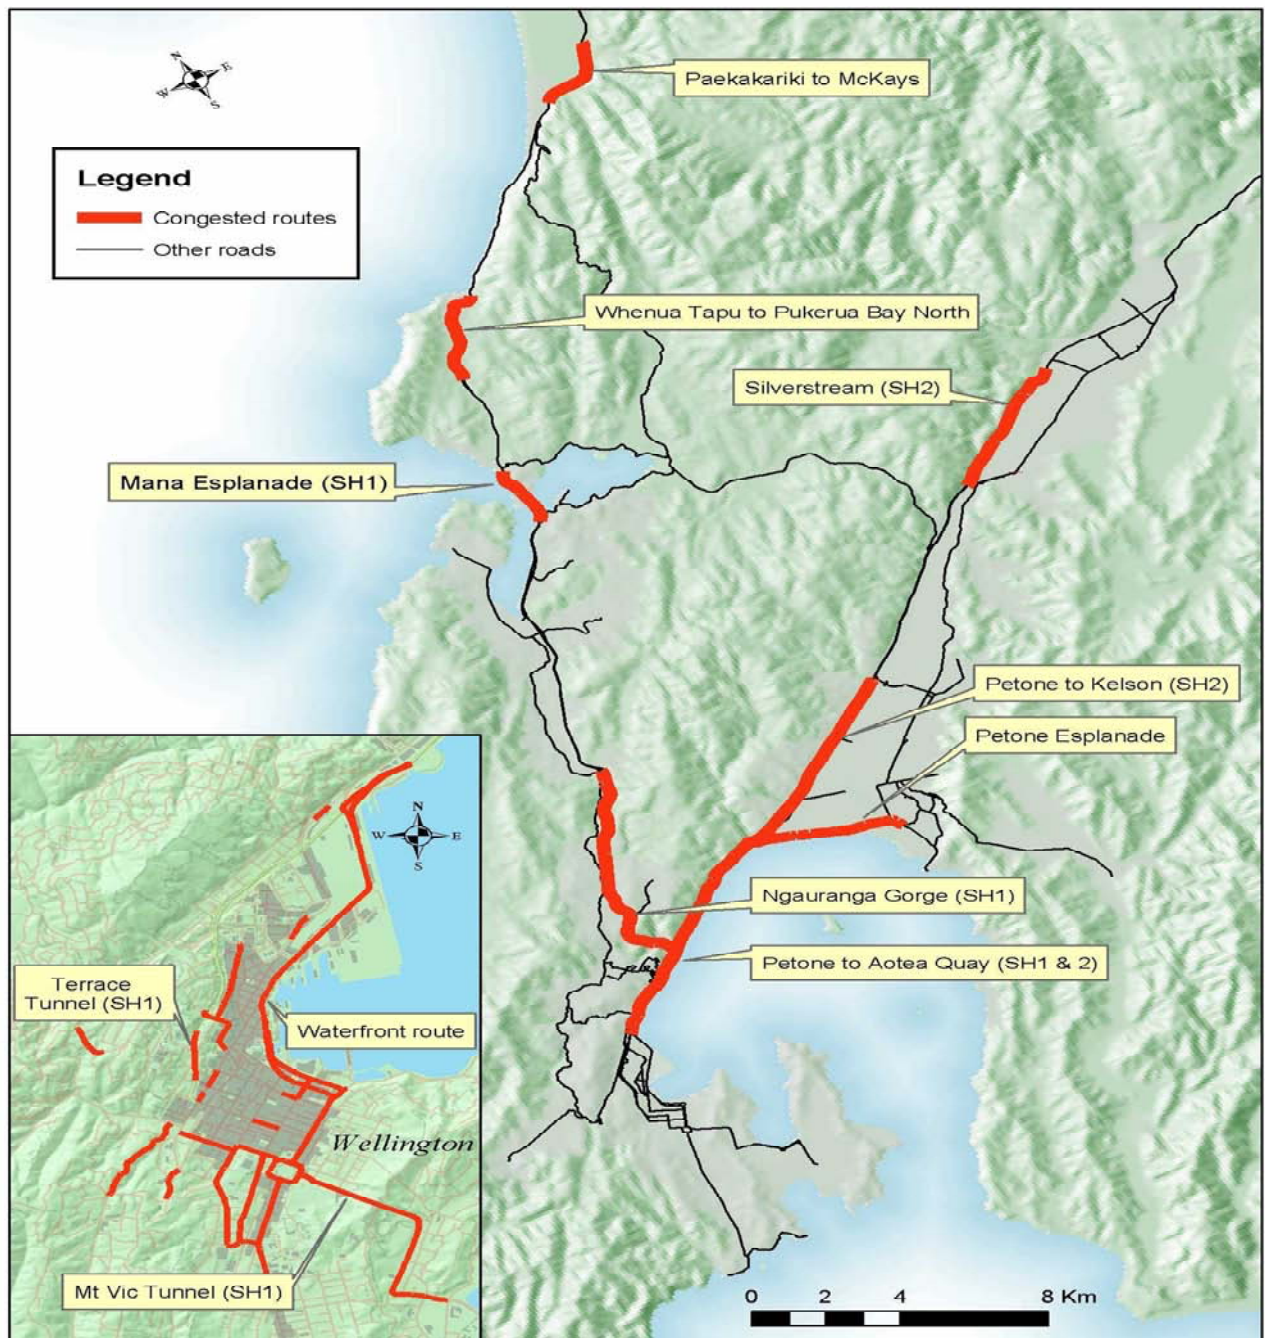 N
E
W
S
Paekakariki to McKays
Legend
Congested routes
Other roads
Whenua Tapu to Pukerua Bay North
Silverstream (SH2)
Mana Esplanade (SH1)
Petone to Kelson (SH2)
Petone Esplanade
Ngauranga Gorge (SH1)
Petone to Aotea Quay (SH1 & 2)
N
W
E
S
Terrace
Tunnel (SH1)
Waterfront route
Wellington
Mt Vic Tunnel (SH1)
0 2 4 8 Km